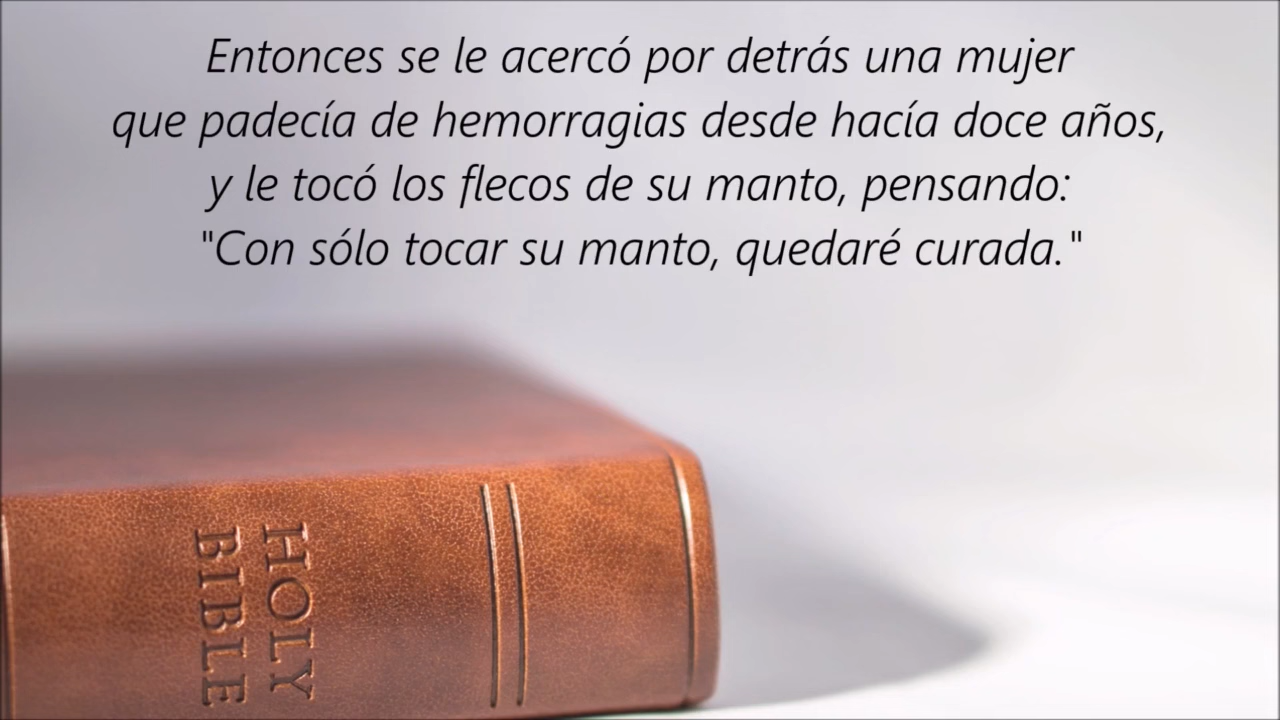 Entonces se le acercó por detrás una mujer
que padecía de hemorragias desde hacía doce años,
y le tocó los flecos de su manto, pensando:
"Con sólo tocar su manto, quedaré curada."
HOLY
BIBLE